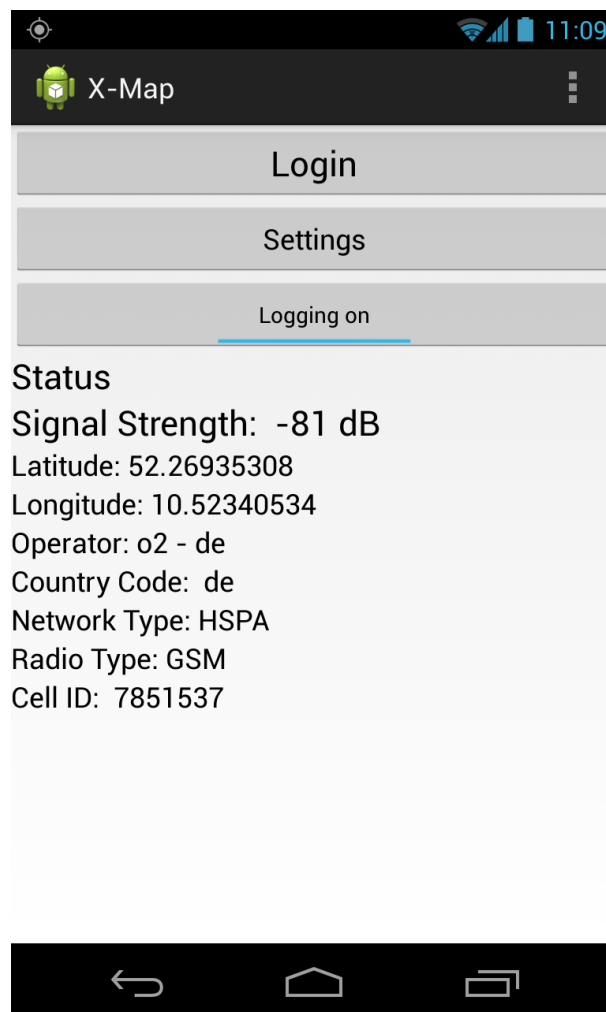 11:09
X-Map
Login
Settings
Logging on
Status
Signal Strength:  -81 dB
Latitude: 52.26935308
Longitude: 10.52340534
Operator: o2 - de
Country Code:  de
Network Type: HSPA
Radio Type: GSM
Cell ID:  7851537